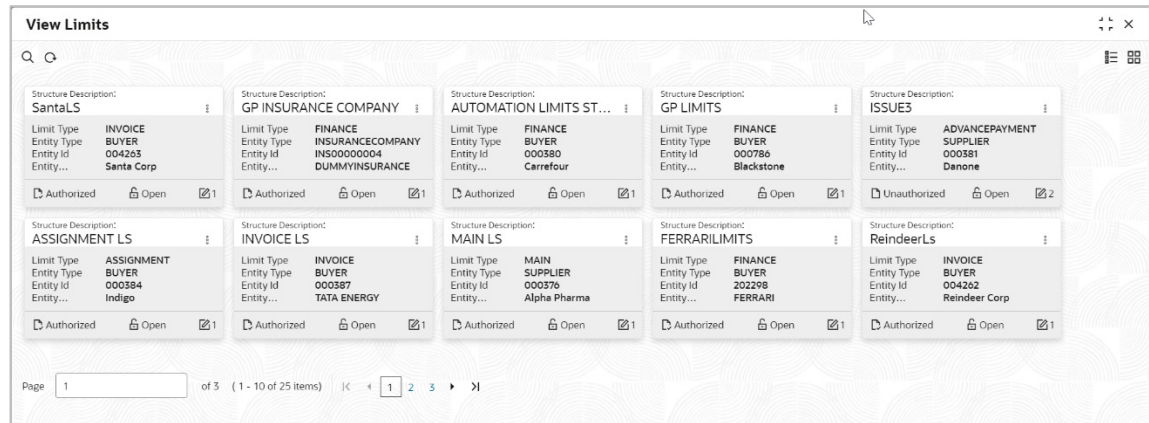 View Limits
Structure Description:
SantaLS
Limit Type INVOICE
Entity Type BUYER
Entity Id 004263
Entity... Santa Corp
Authorized Open 1
Structure Description:
GP INSURANCE COMPANY
Limit Type FINANCE
Entity Type INSURANCECOMPANY
Entity Id INS00000004
Entity... DUMMYINSURANCE
Authorized Open 1
Structure Description:
AUTOMATION LIMITS ST...
Limit Type FINANCE
Entity Type BUYER
Entity Id 000380
Entity... Carrefour
Authorized Open 1
Structure Description:
GP LIMITS
Limit Type FINANCE
Entity Type BUYER
Entity Id 000786
Entity... Blackstone
Authorized Open 1
Structure Description:
ISSUE3
Limit Type ADVANCEPAYMENT
Entity Type SUPPLIER
Entity Id 000381
Entity... Danone
Unauthorized Open 2
Structure Description:
ASSIGNMENT LS
Limit Type ASSIGNMENT
Entity Type BUYER
Entity Id 000384
Entity... Indigo
Authorized Open 1
Structure Description:
INVOICE LS
Limit Type INVOICE
Entity Type BUYER
Entity Id 000387
Entity... TATA ENERGY
Authorized Open 1
Structure Description:
MAIN LS
Limit Type MAIN
Entity Type SUPPLIER
Entity Id 000376
Entity... Alpha Pharma
Authorized Open 1
Structure Description:
FERRARILIMITS
Limit Type FINANCE
Entity Type BUYER
Entity Id 202298
Entity... FERRARI
Authorized Open 1
Structure Description:
ReindeerLs
Limit Type INVOICE
Entity Type BUYER
Entity Id 004262
Entity... Reindeer Corp
Authorized Open 1
Page 1 of 3 (1 - 10 of 25 items) 1 2 3